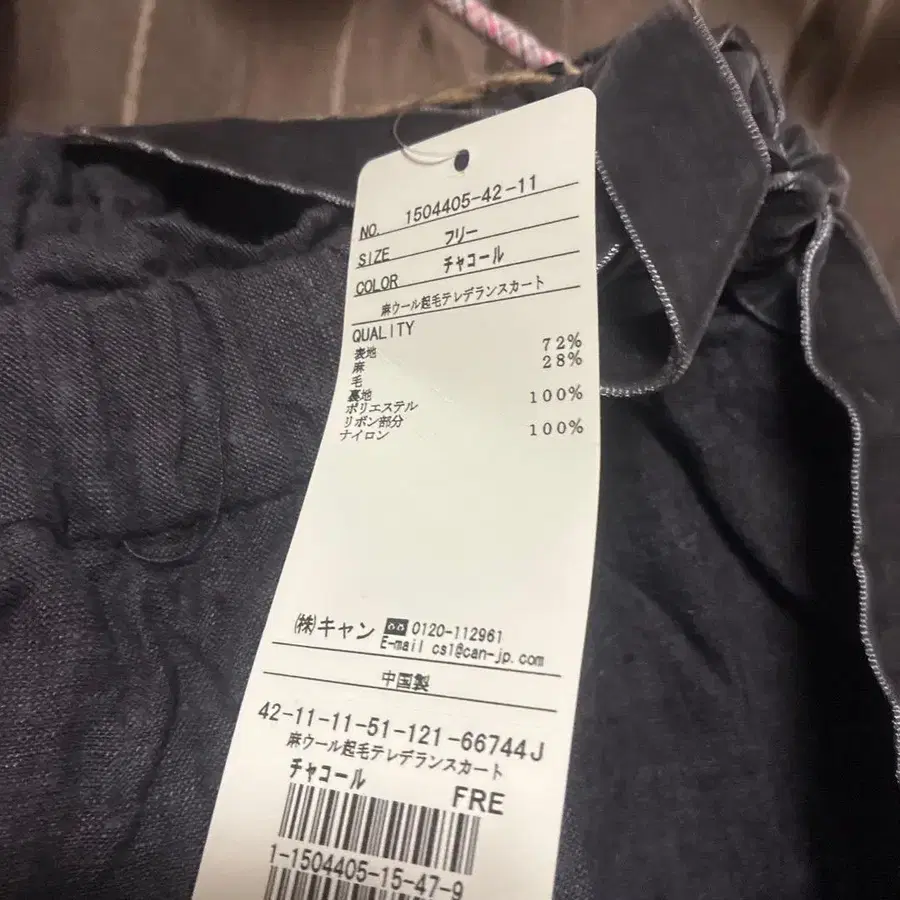 NO. 1504405-42-11
SIZE フリー
COLOR チャコール
麻ウール起毛テレデランスカート
QUALITY
表地
麻 72%
毛 28%
裏地
ポリエステル 100%
リボン部分
ナイロン 100%
㈱キャン 0120-112961
E-mail cs1@can-jp.com
中国製
42-11-11-51-121-66744J
麻ウール起毛テレデランスカート
チャコール
FRE
1-1504405-15-47-9